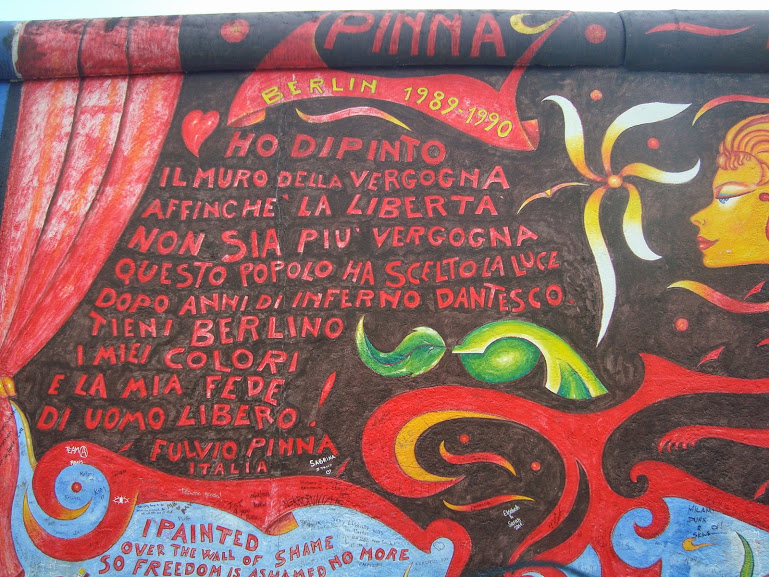 PINNA
BERLIN 1989-1990
HO DIPINTO
IL MURO DELLA VERGOGNA
AFFINCHE' LA LIBERTA'
NON SIA PIU' VERGOGNA
QUESTO POPOLO HA SCELTO LA LUCE
DOPO ANNI DI INFERNO DANTESCO.
TIENI BERLINO
I MIEI COLORI
E LA MIA FEDE
DI UOMO LIBERO!
FULVIO PINNA
ITALIA
SABRINA
I PAINTED
OVER THE WALL OF SHAME
SO FREEDOM IS ASHAMED NO MORE
MILAN